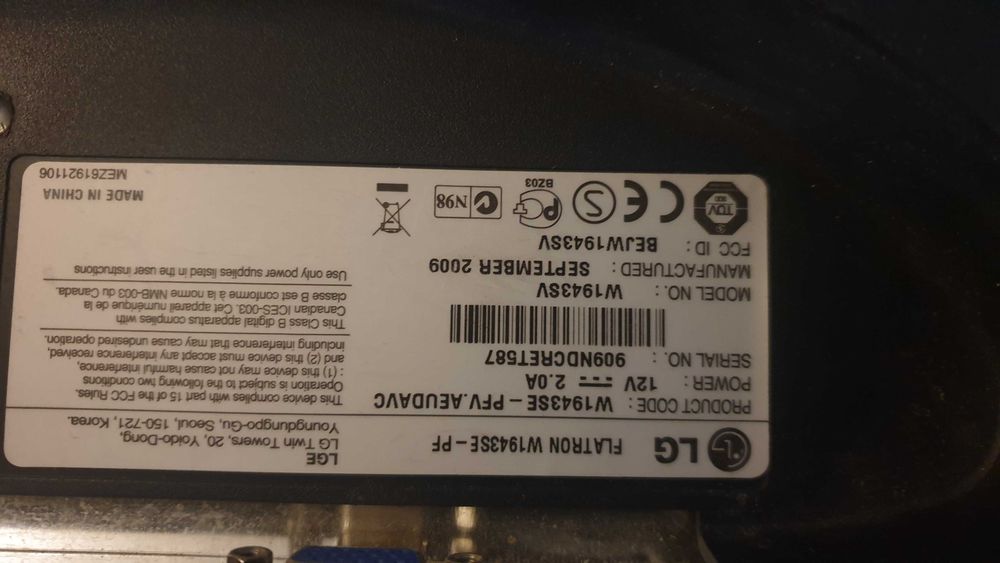 LG FLATRON W1943SE-PF
LGE
LG Twin Towers, 20, Yoido-Dong,
Youngdungpo-Gu, Seoul, 150-721, Korea.
PRODUCT CODE: W1943SE-PFV.AEUDAVC
POWER: 12V 2.0A
SERIAL NO.: 909NDCRET587
MODEL NO.: W1943SV
MANUFACTURED: SEPTEMBER 2009
FCC ID: BEJW1943SV
TÜV
SÜD
CE
S
PC
BZ03
N98
This device complies with part 15 of the FCC Rules.
Operation is subject to the following two conditions
: (1) this device may not cause harmful interference,
and (2) this device must accept any interference received,
including interference that may cause undesired operation.
This Class B digital apparatus complies with
Canadian ICES-003. Cet appareil numérique de la
classe B est conforme à la norme NMB-003 du Canada.
Use only power supplies listed in the user instructions
MADE IN CHINA
MEZ61921106